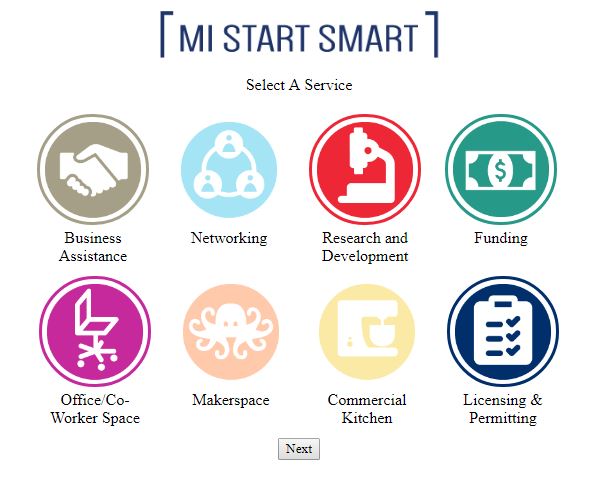 MI START SMART
Select A Service
$
Business
Assistance
Networking
Research and
Development
Funding
Office/Co-
Worker Space
Makerspace
Commercial
Kitchen
Licensing &
Permitting
Next